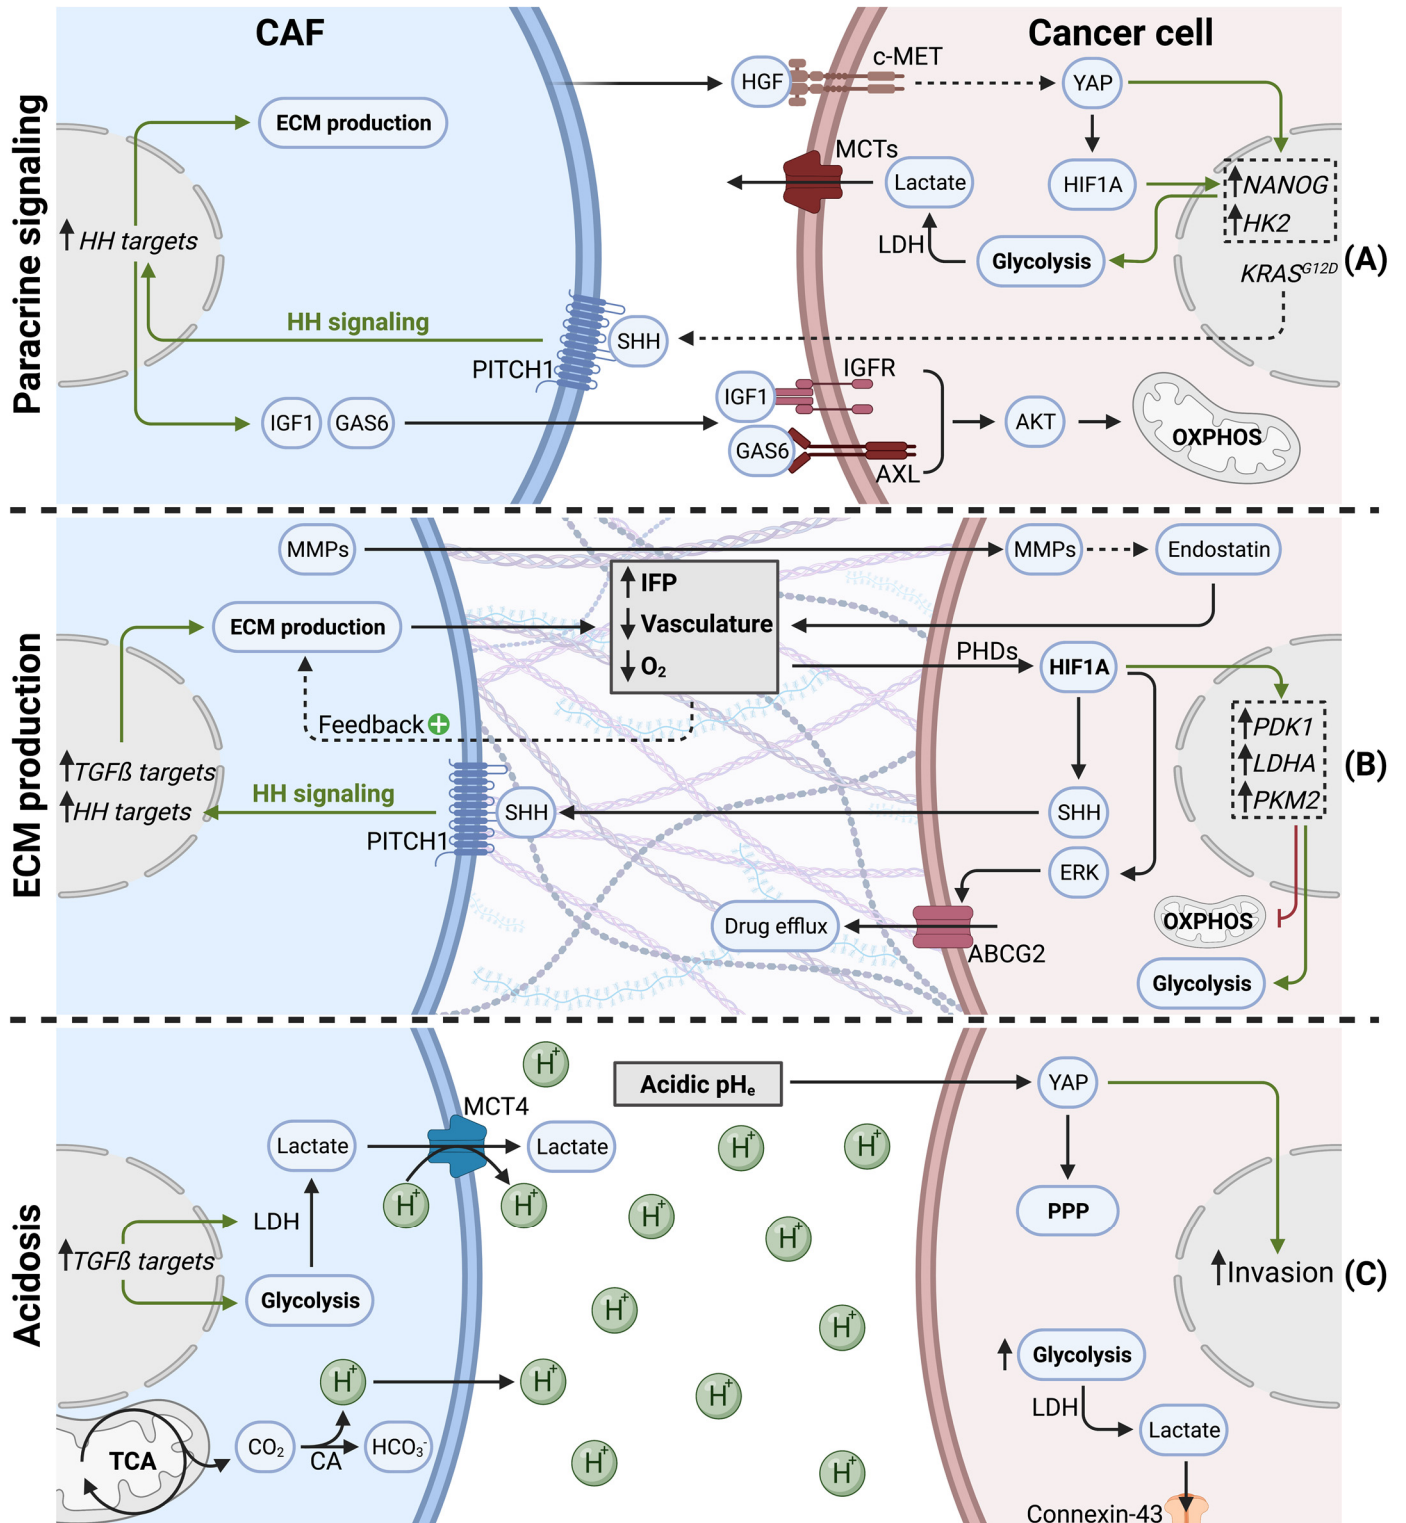 CAF
Cancer cell
Paracrine signaling
ECM production
HH targets
HH signaling
PITCH1
SHH
IGF1
GAS6
HGF
c-MET
YAP
MCTs
Lactate
HIF1A
NANOG
HK2
LDH
Glycolysis
KRASG12D
(A)
IGF1
IGFR
GAS6
AXL
AKT
OXPHOS
ECM production
MMPs
MMPs
Endostatin
ECM production
IFP
Vasculature
O2
PHDs
HIF1A
Feedback +
TGFß targets
HH targets
HH signaling
PITCH1
SHH
SHH
ERK
PDK1
LDHA
PKM2
(B)
Drug efflux
ABCG2
OXPHOS
Glycolysis
Acidosis
H+
Acidic pHe
YAP
MCT4
Lactate
Lactate
H+
H+
H+
H+
LDH
H+
H+
PPP
TGFß targets
Glycolysis
Invasion
(C)
H+
H+
H+
H+
H+
Glycolysis
LDH
Lactate
TCA
CO2
CA
HCO3-
H+
H+
Connexin-43